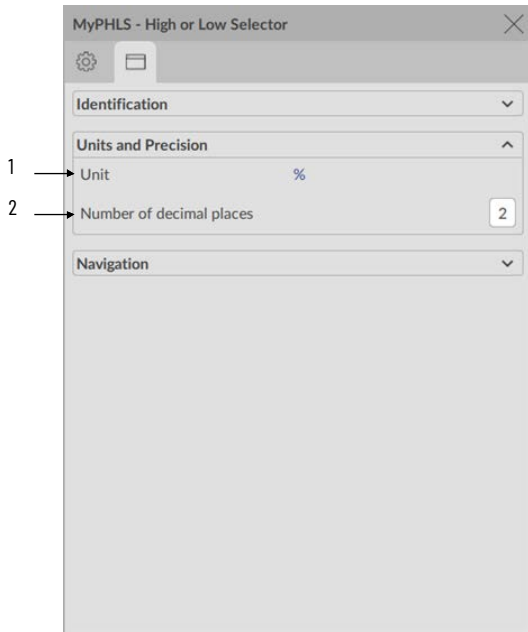 MyPHLS - High or Low Selector
Identification
Units and Precision
1 Unit %
2 Number of decimal places 2
Navigation